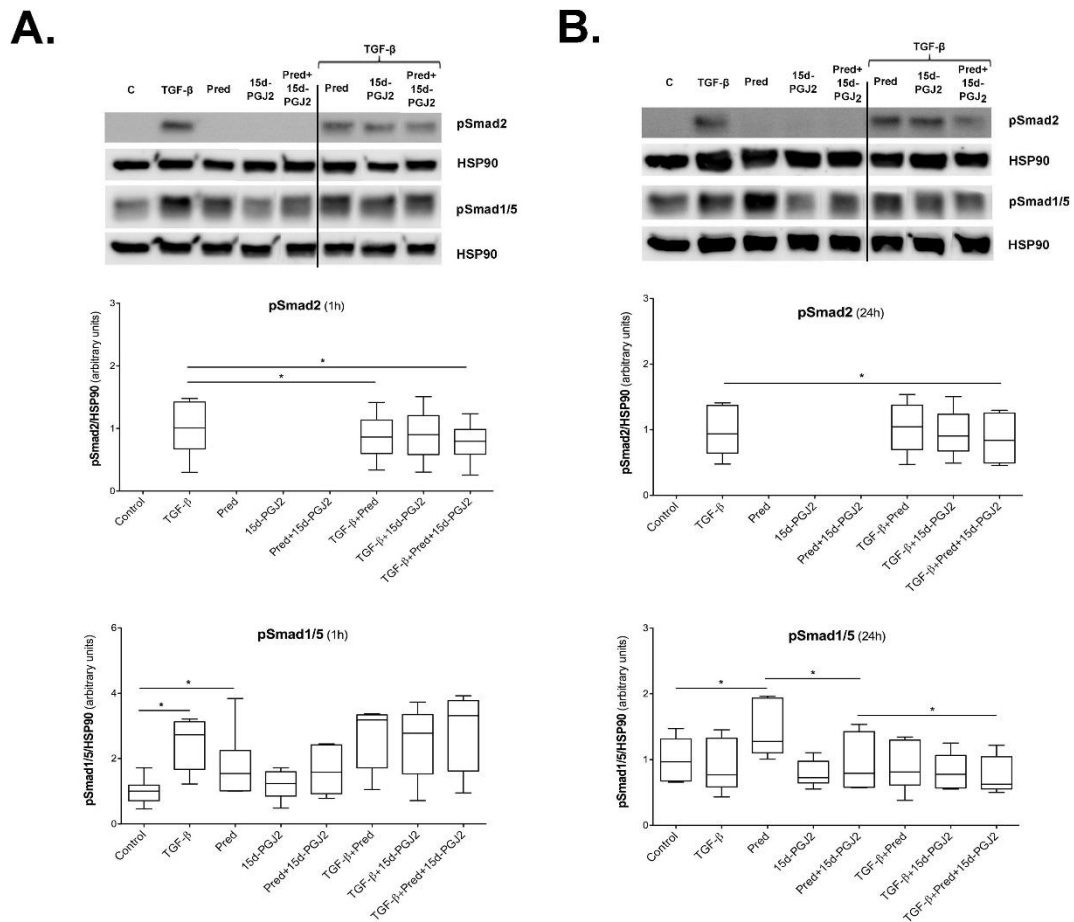 A.
TGF-β
C
TGF-β
Pred
15d-
PGJ2
Pred+
15d-
PGJ2
Pred
15d-
PGJ2
Pred+
15d-
PGJ2
pSmad2
HSP90
pSmad1/5
HSP90
pSmad2 (1h)
pSmad2/HSP90 (arbitrary units)
3
2
1
0
*
*
Control
TGF-β
Pred
15d-PGJ2
Pred+15d-PGJ2
TGF-β+Pred
TGF-β+15d-PGJ2
TGF-β+Pred+15d-PGJ2
pSmad1/5 (1h)
pSmad1/5/HSP90 (arbitrary units)
6
4
2
0
*
*
Control
TGF-β
Pred
15d-PGJ2
Pred+15d-PGJ2
TGF-β+Pred
TGF-β+15d-PGJ2
TGF-β+Pred+15d-PGJ2
B.
TGF-β
C
TGF-β
Pred
15d-
PGJ2
Pred+
15d-
PGJ2
Pred
15d-
PGJ2
Pred+
15d-
PGJ2
pSmad2
HSP90
pSmad1/5
HSP90
pSmad2 (24h)
pSmad2/HSP90 (arbitrary units)
3
2
1
0
*
Control
TGF-β
Pred
15d-PGJ2
Pred+15d-PGJ2
TGF-β+Pred
TGF-β+15d-PGJ2
TGF-β+Pred+15d-PGJ2
pSmad1/5 (24h)
pSmad1/5/HSP90 (arbitrary units)
3
2
1
0
*
*
*
Control
TGF-β
Pred
15d-PGJ2
Pred+15d-PGJ2
TGF-β+Pred
TGF-β+15d-PGJ2
TGF-β+Pred+15d-PGJ2